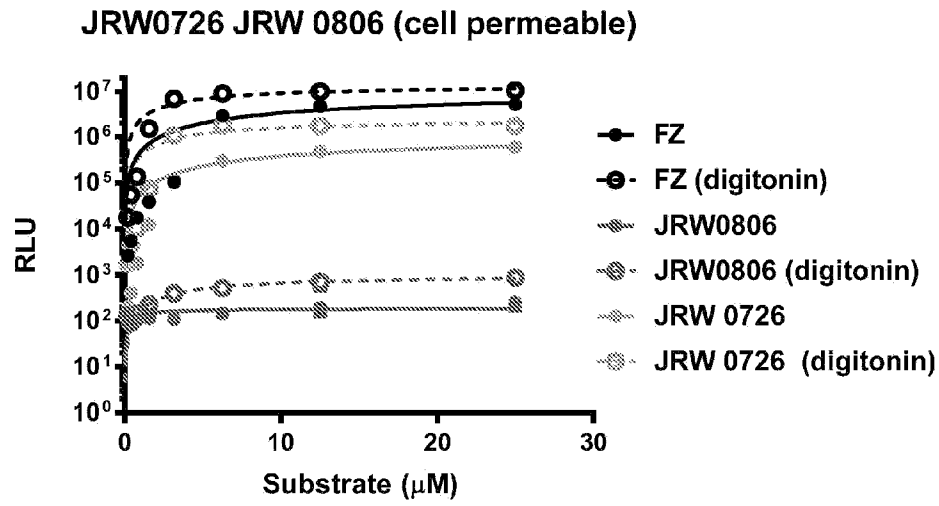 JRW0726 JRW 0806 (cell permeable)
10⁷
10⁶
10⁵
10⁴
10³
10²
10¹
10⁰
RLU
0
10
20
30
Substrate (μM)
FZ
FZ (digitonin)
JRW0806
JRW0806 (digitonin)
JRW 0726
JRW 0726 (digitonin)